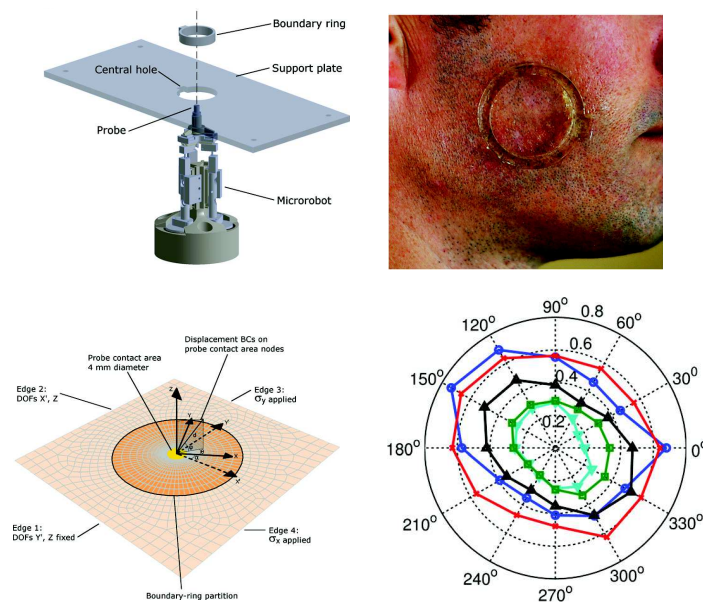 Boundary ring
Support plate
Central hole
Probe
Microrobot
Displacement BCs on
probe contact area nodes
Probe contact area
4 mm diameter
Edge 2:
DOFs X', Z
Edge 3:
σy applied
Z
Y
Y'
X
X'
Edge 1:
DOFs Y', Z fixed
Edge 4:
σx applied
Boundary-ring partition
90°
0.8
120°
60°
0.6
150°
0.4
30°
0.2
180°
0°
210°
330°
240°
300°
270°